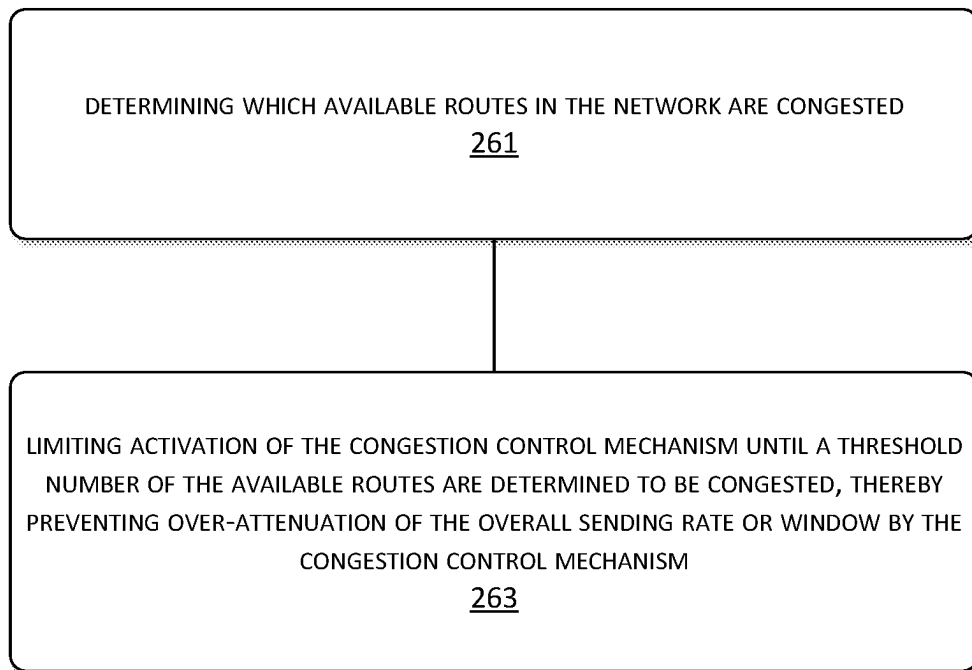 DETERMINING WHICH AVAILABLE ROUTES IN THE NETWORK ARE CONGESTED
261
LIMITING ACTIVATION OF THE CONGESTION CONTROL MECHANISM UNTIL A THRESHOLD
NUMBER OF THE AVAILABLE ROUTES ARE DETERMINED TO BE CONGESTED, THEREBY
PREVENTING OVER-ATTENUATION OF THE OVERALL SENDING RATE OR WINDOW BY THE
CONGESTION CONTROL MECHANISM
263